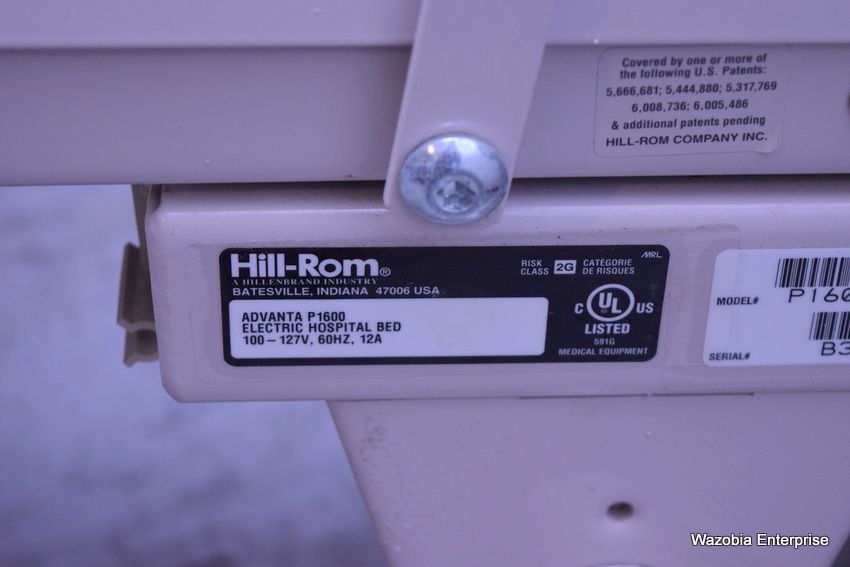 Covered by one or more of
the following U.S. Patents:
5,666,681; 5,444,880; 5,317,769
6,008,736; 6,005,486
& additional patents pending
HILL-ROM COMPANY INC.
Hill-Rom®
A HILLENBRAND INDUSTRY
BATESVILLE, INDIANA 47006 USA
RISK CLASS 2G CATÉGORIE DE RISQUES
MRL
ADVANTA P1600
ELECTRIC HOSPITAL BED
100-127V, 60HZ, 12A
C UL® US
LISTED
591G
MEDICAL EQUIPMENT
MODEL# P160
SERIAL# B3
Wazobia Enterprise